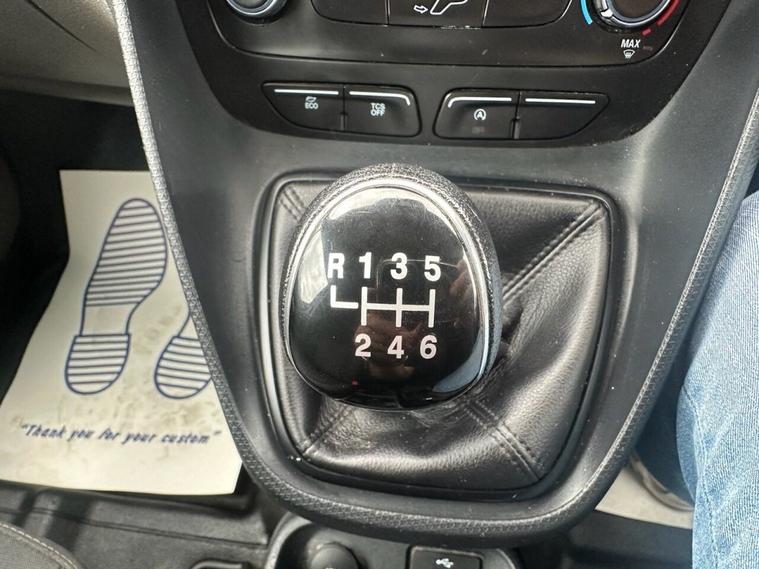 MAX
ECO
TCS
OFF
A
R 1 3 5
2 4 6
"Thank you for your custom"